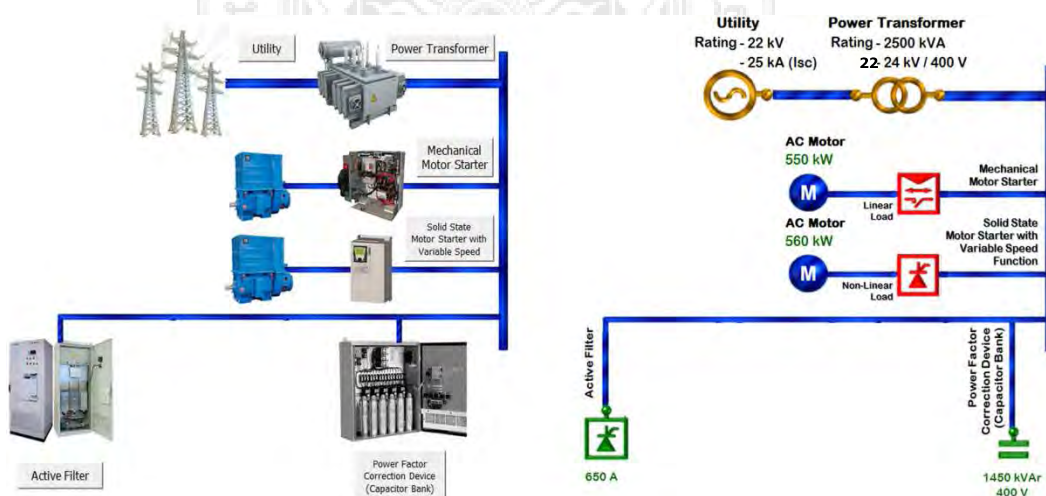 Utility
Power Transformer
Mechanical
Motor Starter
Solid State
Motor Starter with
Variable Speed
Active Filter
Power Factor
Correction Device
(Capacitor Bank)
Utility
Rating - 22 kV
- 25 kA (Isc)
Power Transformer
Rating - 2500 kVA
22-24 kV / 400 V
AC Motor
550 kW
M
Linear
Load
Mechanical
Motor Starter
AC Motor
560 kW
M
Non-Linear
Load
Solid State
Motor Starter with
Variable Speed
Function
Active Filter
650 A
Power Factor
Correction Device
(Capacitor Bank)
1450 kVAr
400 V